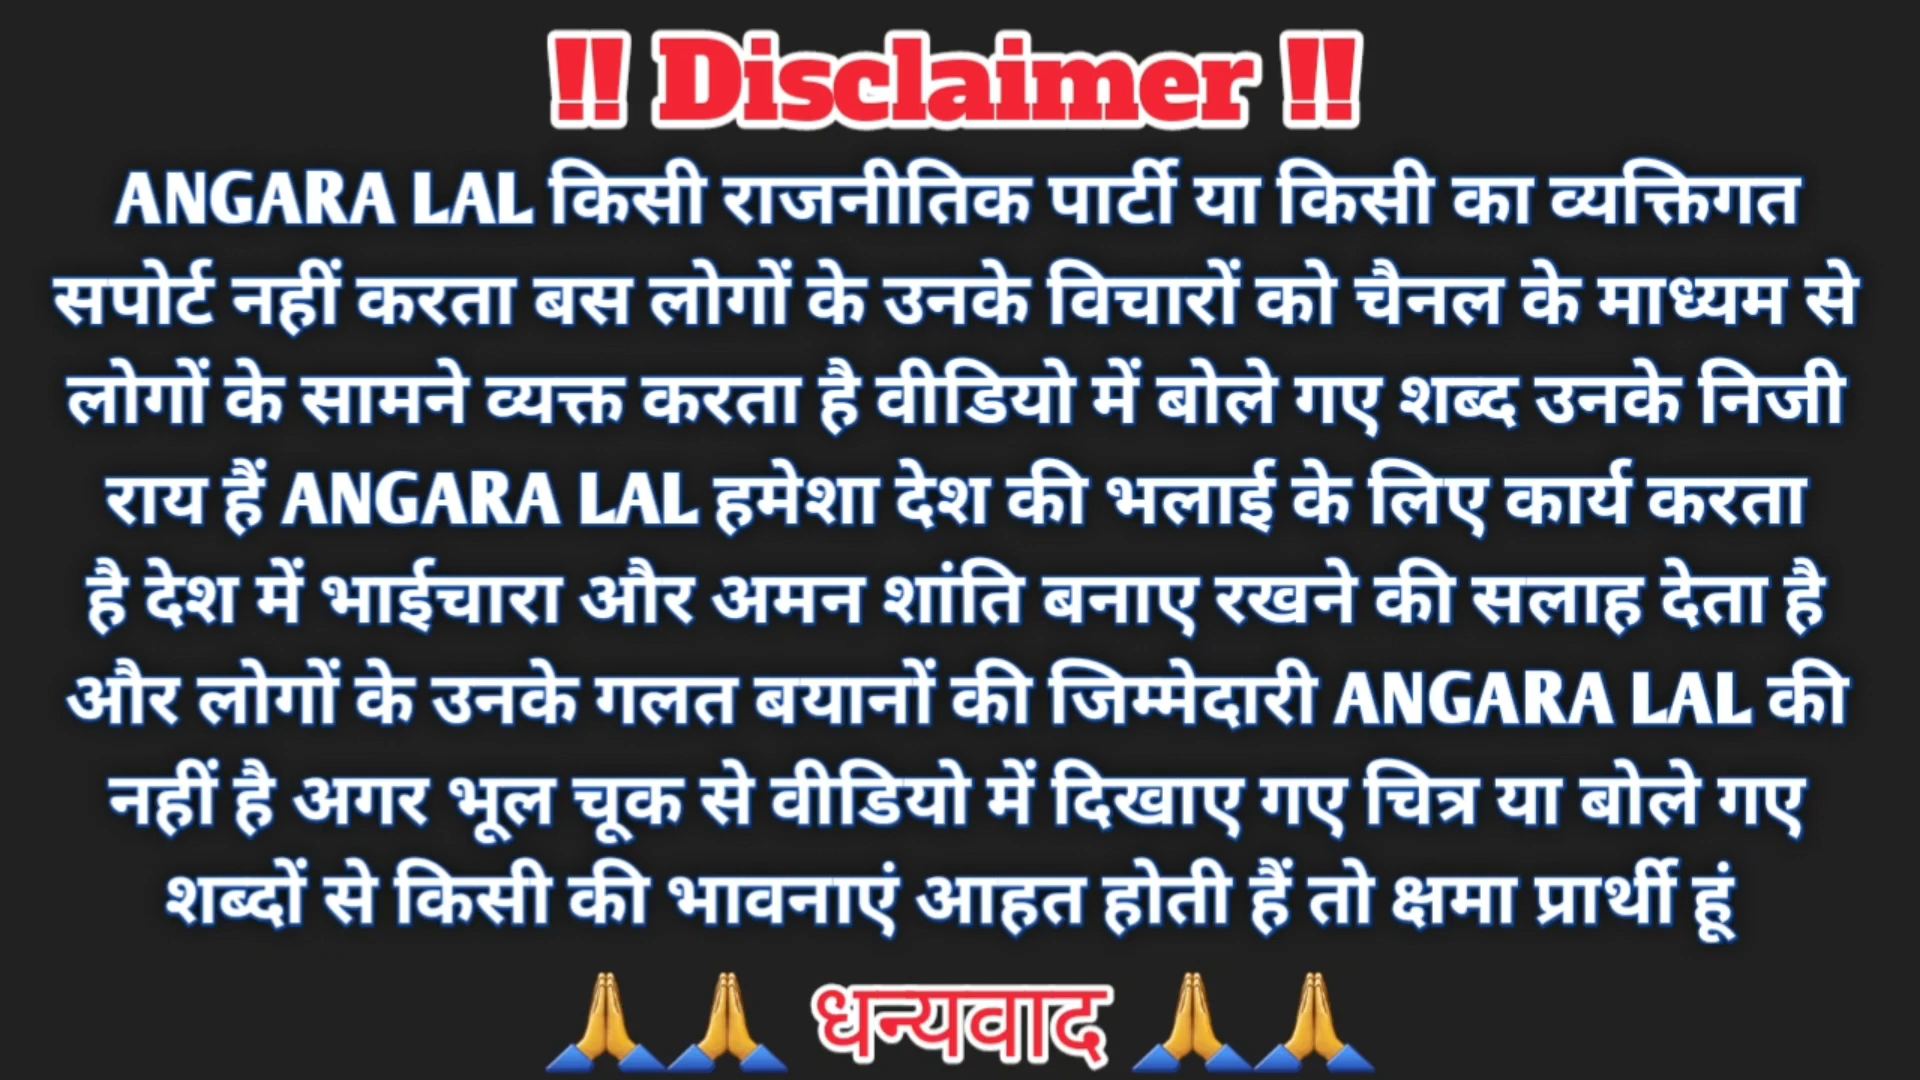 !! Disclaimer !!
ANGARA LAL किसी राजनीतिक पार्टी या किसी का व्यक्तिगत
सपोर्ट नहीं करता बस लोगों के उनके विचारों को चैनल के माध्यम से
लोगों के सामने व्यक्त करता है वीडियो में बोले गए शब्द उनके निजी
राय हैं ANGARA LAL हमेशा देश की भलाई के लिए कार्य करता
है देश में भाईचारा और अमन शांति बनाए रखने की सलाह देता है
और लोगों के उनके गलत बयानों की जिम्मेदारी ANGARA LAL की
नहीं है अगर भूल चूक से वीडियो में दिखाए गए चित्र या बोले गए
शब्दों से किसी की भावनाएं आहत होती हैं तो क्षमा प्रार्थी हूं
🙏🙏 धन्यवाद 🙏🙏